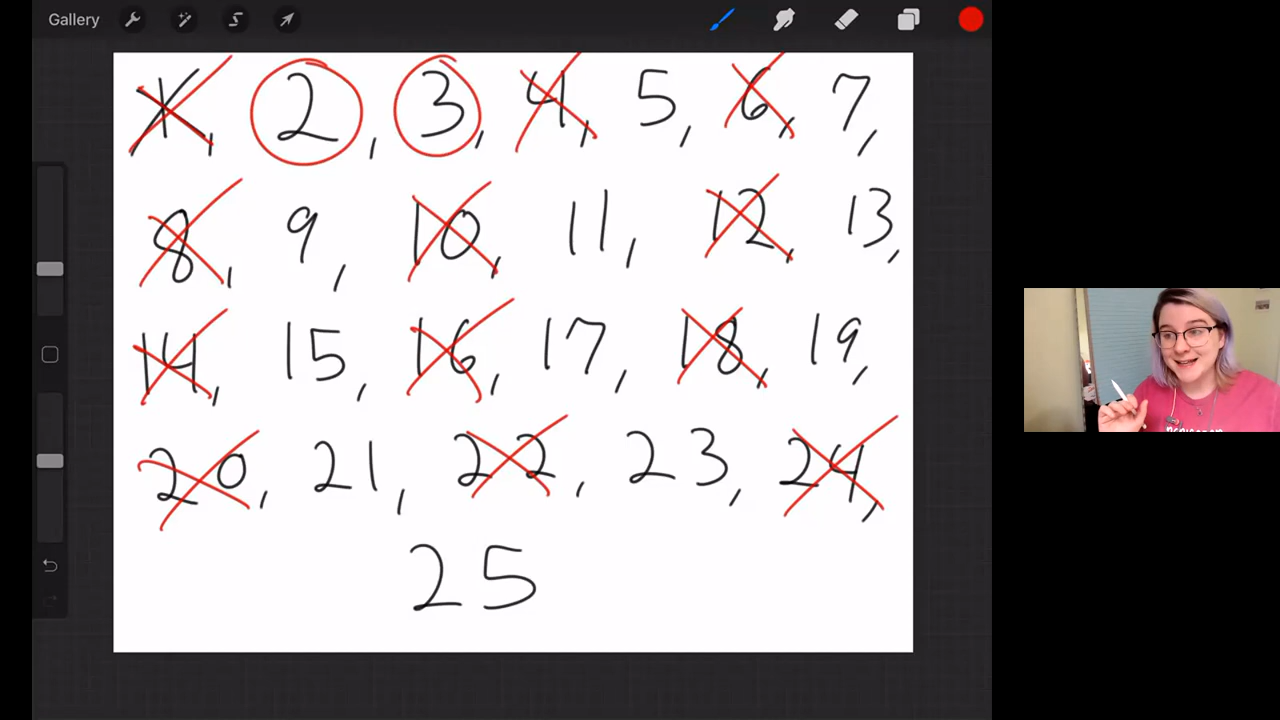 Gallery
1, 2, 3, 4, 5, 6, 7,
8, 9, 10, 11, 12, 13,
14, 15, 16, 17, 18, 19,
20, 21, 22, 23, 24,
25